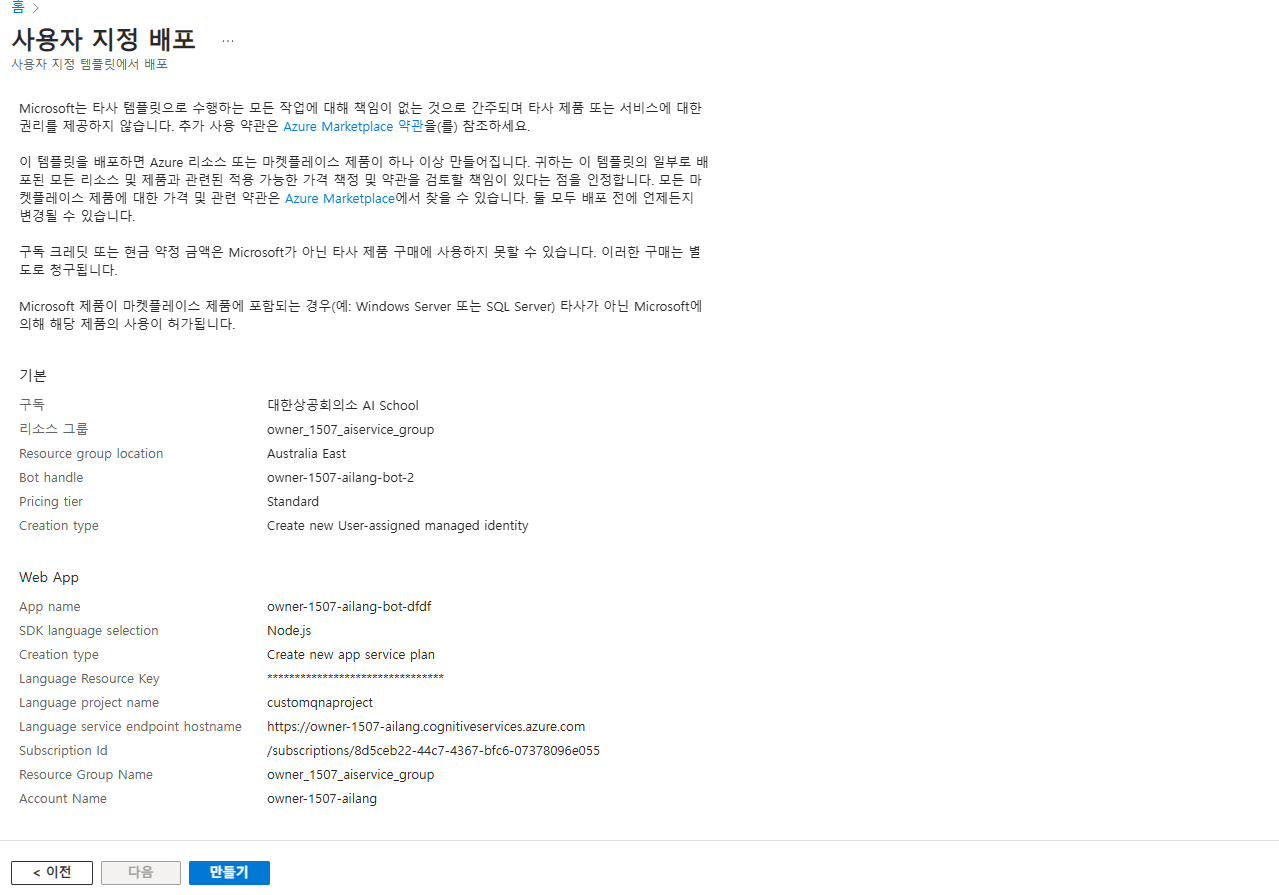 홈 >
사용자 지정 배포 ...
사용자 지정 템플릿에서 배포
Microsoft는 타사 템플릿으로 수행하는 모든 작업에 대해 책임이 없는 것으로 간주되며 타사 제품 또는 서비스에 대한
권리를 제공하지 않습니다. 추가 사용 약관은 Azure Marketplace 약관을(를) 참조하세요.
이 템플릿을 배포하면 Azure 리소스 또는 마켓플레이스 제품이 하나 이상 만들어집니다. 귀하는 이 템플릿의 일부로 배
포된 모든 리소스 및 제품과 관련된 적용 가능한 가격 책정 및 약관을 검토할 책임이 있다는 점을 인정합니다. 모든 마
켓플레이스 제품에 대한 가격 및 관련 약관은 Azure Marketplace에서 찾을 수 있습니다. 둘 모두 배포 전에 언제든지
변경될 수 있습니다.
구독 크레딧 또는 현금 약정 금액은 Microsoft가 아닌 타사 제품 구매에 사용하지 못할 수 있습니다. 이러한 구매는 별
도로 청구됩니다.
Microsoft 제품이 마켓플레이스 제품에 포함되는 경우(예: Windows Server 또는 SQL Server) 타사가 아닌 Microsoft에
의해 해당 제품의 사용이 허가됩니다.
기본
구독 대한상공회의소 AI School
리소스 그룹 owner_1507_aiservice_group
Resource group location Australia East
Bot handle owner-1507-ailang-bot-2
Pricing tier Standard
Creation type Create new User-assigned managed identity
Web App
App name owner-1507-ailang-bot-dfdf
SDK language selection Node.js
Creation type Create new app service plan
Language Resource Key ********************************
Language project name customqnaproject
Language service endpoint hostname https://owner-1507-ailang.cognitiveservices.azure.com
Subscription Id /subscriptions/8d5ceb22-44c7-4367-bfc6-07378096e055
Resource Group Name owner_1507_aiservice_group
Account Name owner-1507-ailang
< 이전 다음 만들기